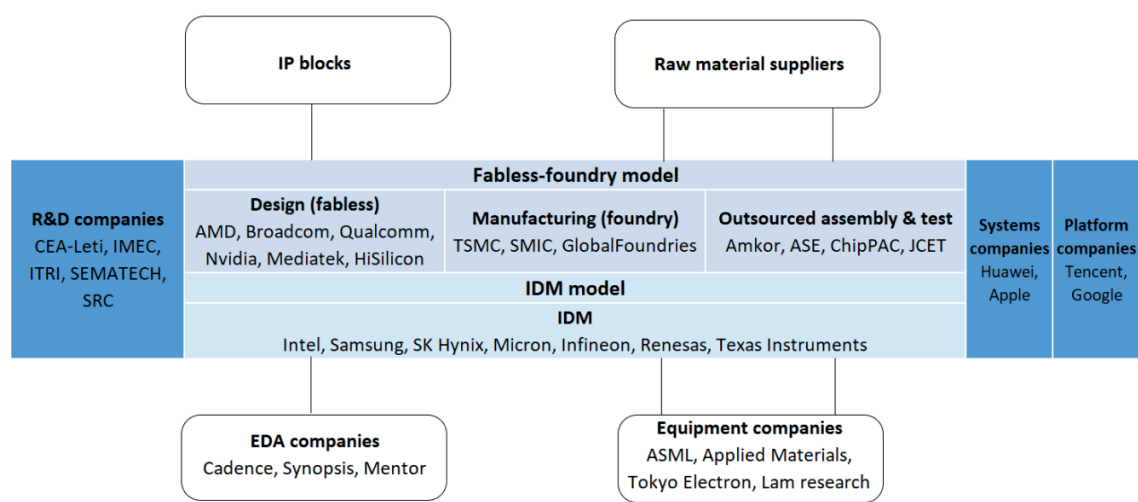 IP blocks
Raw material suppliers
Fabless-foundry model
R&D companies
CEA-Leti, IMEC,
ITRI, SEMATECH,
SRC
Design (fabless)
AMD, Broadcom, Qualcomm,
Nvidia, Mediatek, HiSilicon
Manufacturing (foundry)
TSMC, SMIC, GlobalFoundries
Outsourced assembly & test
Amkor, ASE, ChipPAC, JCET
Systems
companies
Huawei,
Apple
Platform
companies
Tencent,
Google
IDM model
IDM
Intel, Samsung, SK Hynix, Micron, Infineon, Renesas, Texas Instruments
EDA companies
Cadence, Synopsis, Mentor
Equipment companies
ASML, Applied Materials,
Tokyo Electron, Lam research